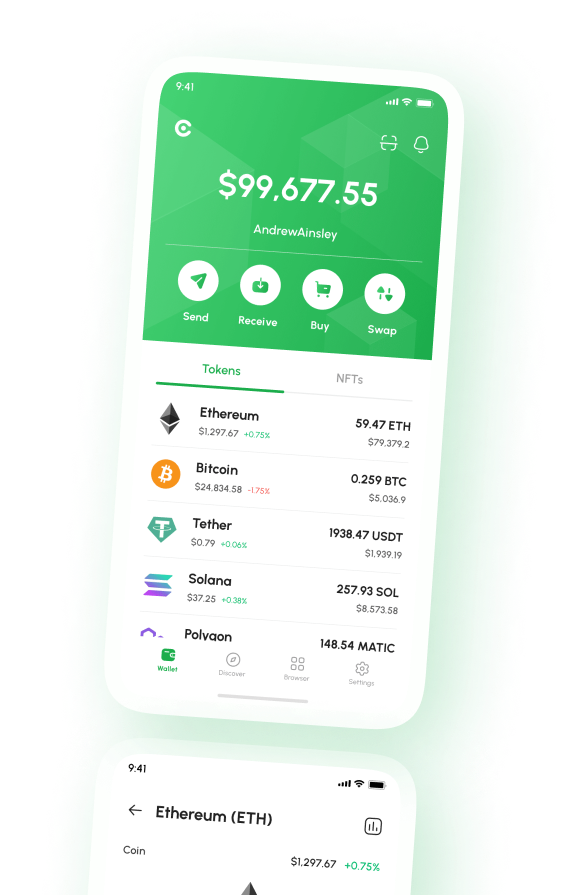 9:41
$99,677.55
AndrewAinsley
Send Receive Buy Swap
Tokens NFTs
Ethereum 59.47 ETH
$1,297.67 +0.75% $79,379.2
Bitcoin 0.259 BTC
$24,834.58 -1.75% $5,036.9
Tether 1938.47 USDT
$0.79 +0.06% $1,939.19
Solana 257.93 SOL
$37.25 +0.38% $8,573.58
Polygon 148.54 MATIC
Wallet Discover Browser Settings
9:41
Ethereum (ETH)
Coin $1,297.67 +0.75%